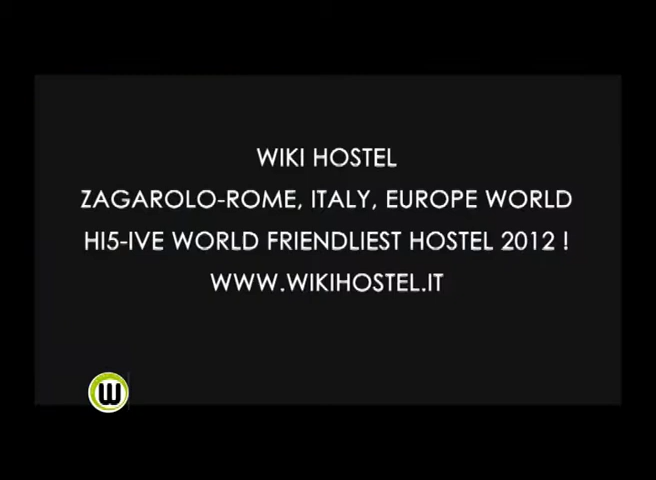 WIKI HOSTEL
ZAGAROLO-ROME, ITALY, EUROPE WORLD
HI5-IVE WORLD FRIENDLIEST HOSTEL 2012 !
WWW.WIKIHOSTEL.IT
W